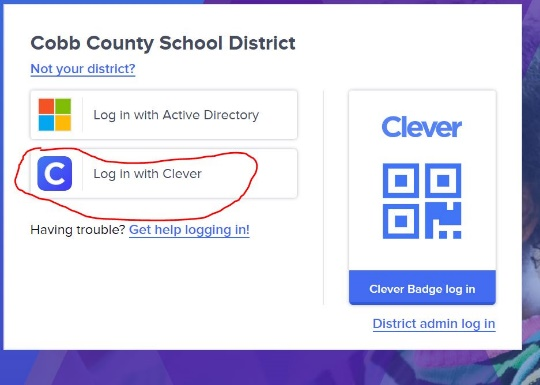 Cobb County School District
Not your district?
Log in with Active Directory
C
Log in with Clever
Having trouble? Get help logging in!
Clever
Clever Badge log in
District admin log in